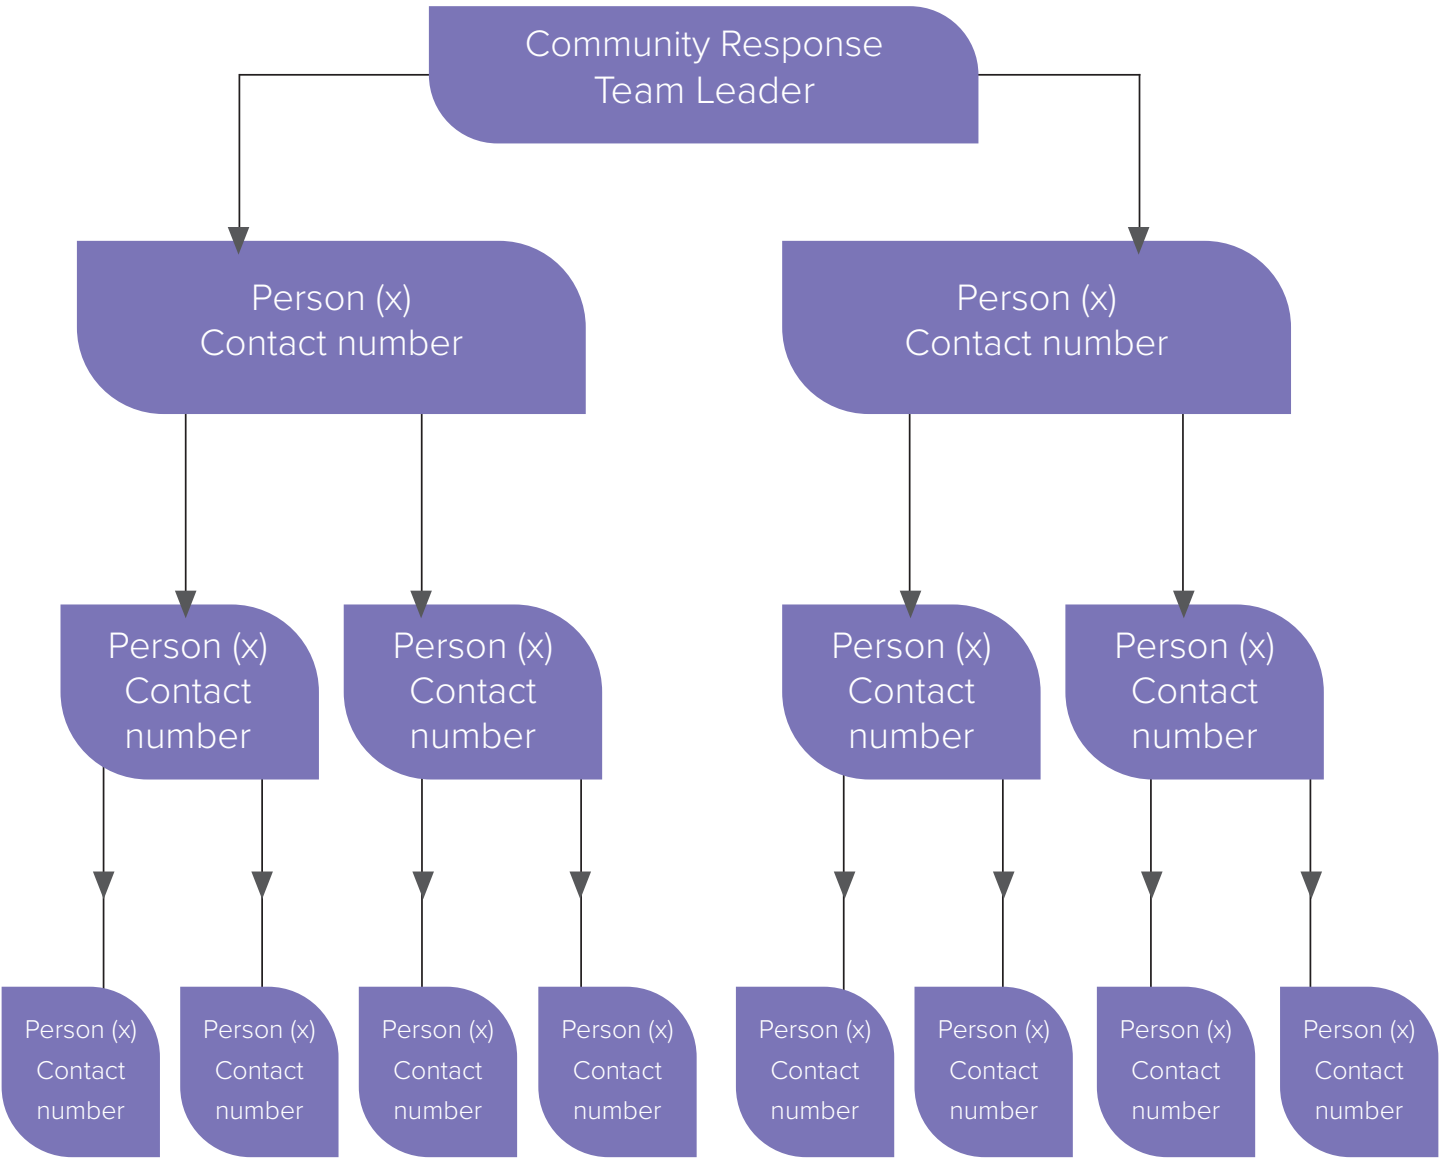 Community Response
Team Leader
Person (x)
Contact number
Person (x)
Contact number
Person (x)
Contact
number
Person (x)
Contact
number
Person (x)
Contact
number
Person (x)
Contact
number
Person (x)
Contact
number
Person (x)
Contact
number
Person (x)
Contact
number
Person (x)
Contact
number
Person (x)
Contact
number
Person (x)
Contact
number
Person (x)
Contact
number
Person (x)
Contact
number